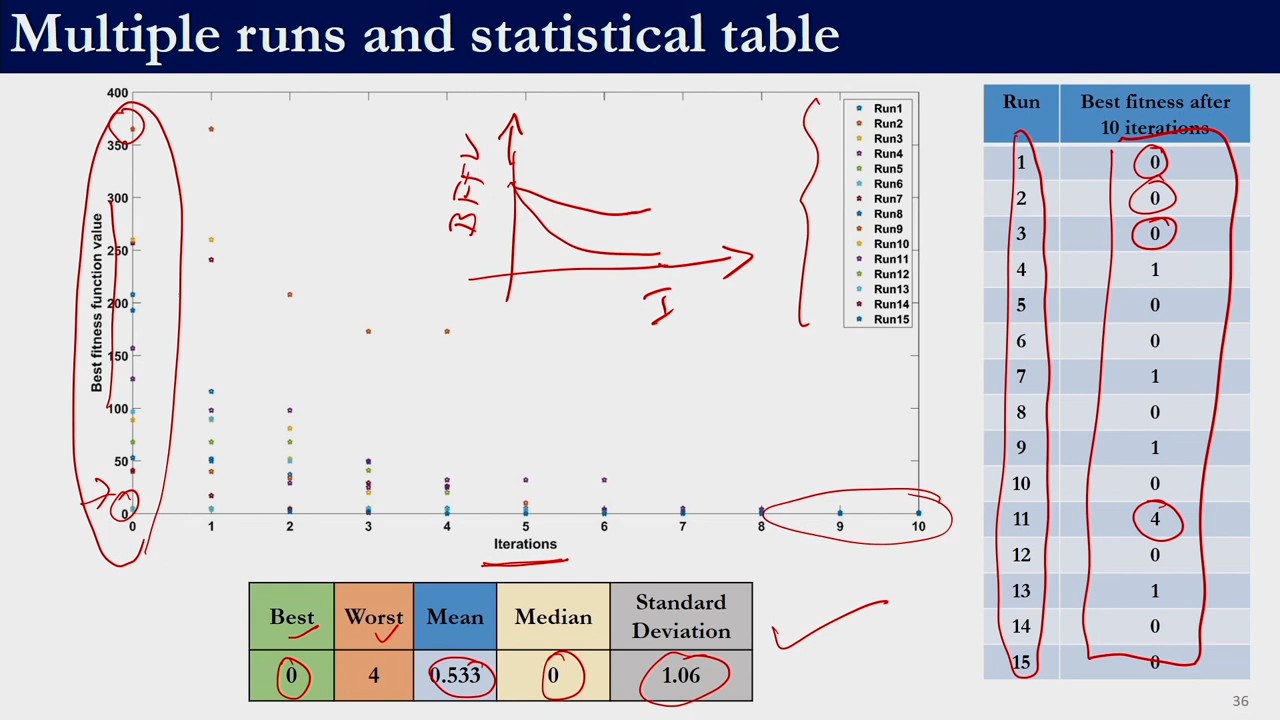 Multiple runs and statistical table
400
350
300
250
200
150
100
50
0
Best fitness function value
0 1 2 3 4 5 6 7 8 9 10
Iterations
BFFV
I
Run1
Run2
Run3
Run4
Run5
Run6
Run7
Run8
Run9
Run10
Run11
Run12
Run13
Run14
Run15
Run Best fitness after
10 iterations
1 0
2 0
3 0
4 1
5 0
6 0
7 1
8 0
9 1
10 0
11 4
12 0
13 1
14 0
15 0
Best Worst Mean Median Standard
Deviation
0 4 0.533 0 1.06
36